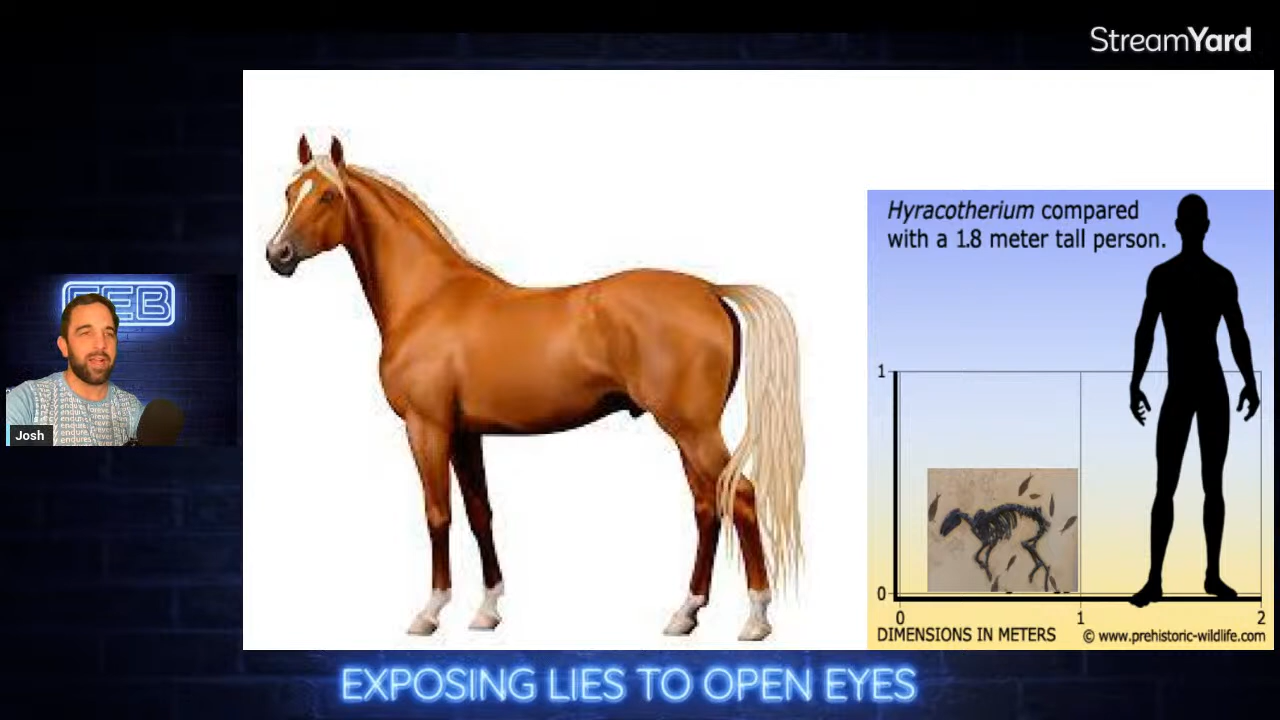 StreamYard
Hyracotherium compared
with a 1.8 meter tall person.
1
0
0
1
2
DIMENSIONS IN METERS
© www.prehistoric-wildlife.com
FEB
Josh
EXPOSING LIES TO OPEN EYES